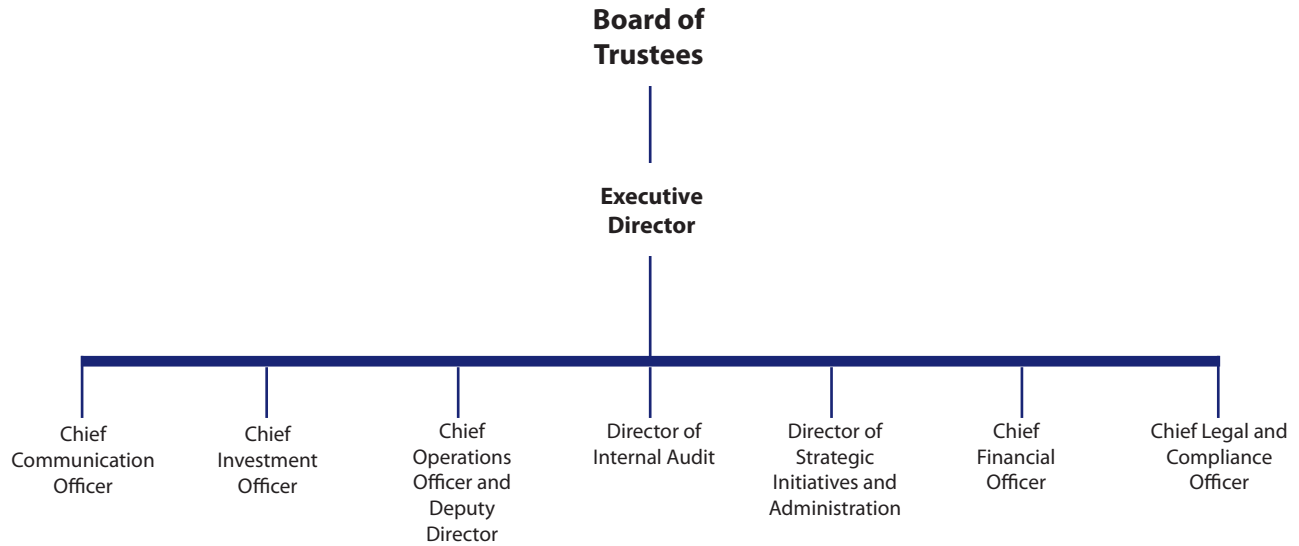 Board of
Trustees
Executive
Director
Chief
Communication
Officer
Chief
Investment
Officer
Chief
Operations
Officer and
Deputy
Director
Director of
Internal Audit
Director of
Strategic
Initiatives and
Administration
Chief
Financial
Officer
Chief Legal and
Compliance
Officer